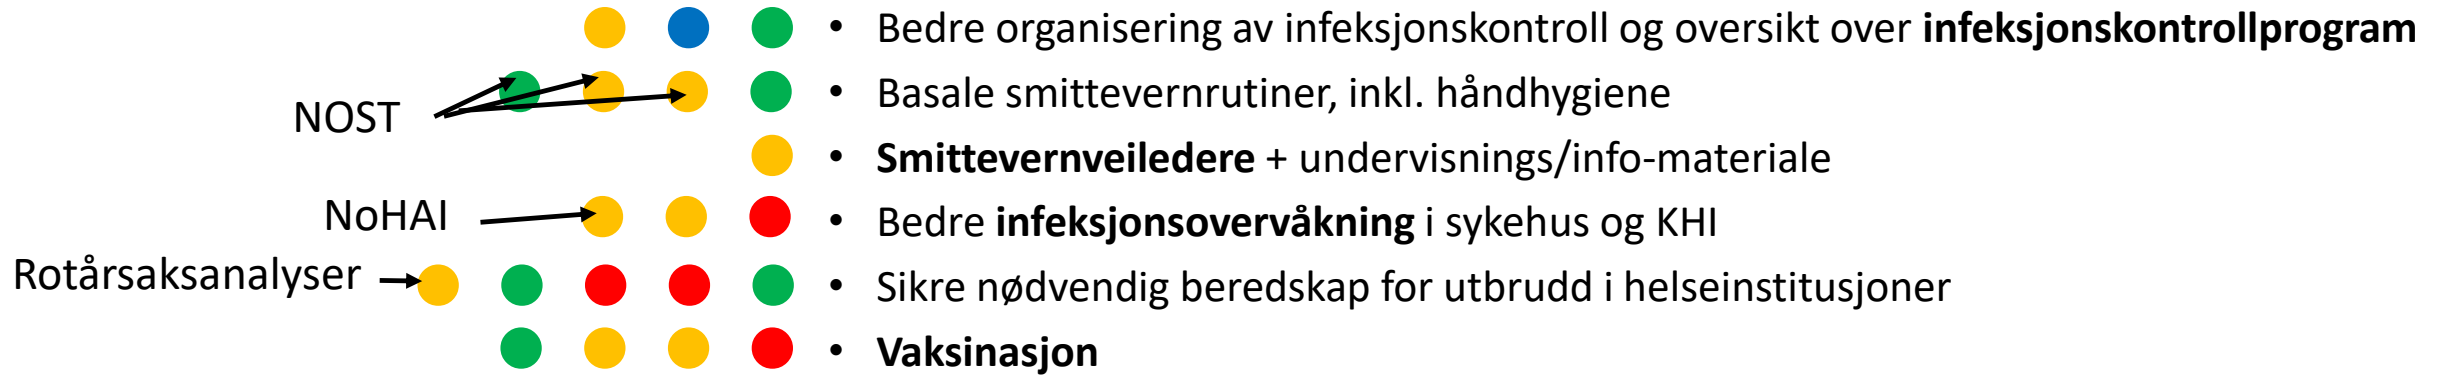 • Bedre organisering av infeksjonskontroll og oversikt over infeksjonskontrollprogram
NOST
• Basale smittevernrutiner, inkl. håndhygiene
• Smittevernveiledere + undervisnings/info-materiale
NoHAI
• Bedre infeksjonsovervåkning i sykehus og KHI
Rotårsaksanalyser
• Sikre nødvendig beredskap for utbrudd i helseinstitusjoner
• Vaksinasjon